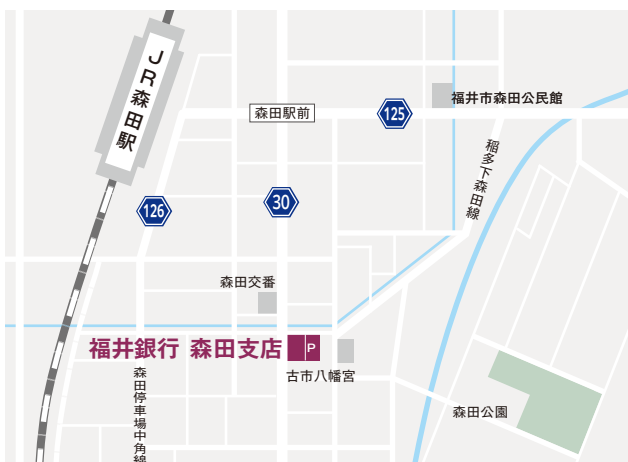 JR森田駅
福井市森田公民館
森田駅前
125
稲多下森田線
126
30
森田交番
福井銀行 森田支店
P
古市八幡宮
森田停車場中角線
森田公園